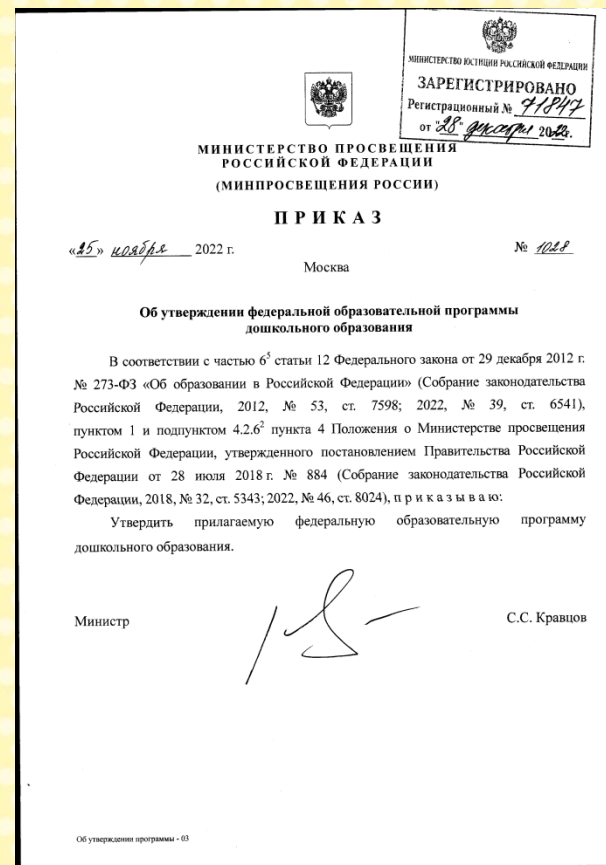 МИНИСТЕРСТВО ЮСТИЦИИ РОССИЙСКОЙ ФЕДЕРАЦИИ
ЗАРЕГИСТРИРОВАНО
Регистрационный № 71847
от "28" декабря 2022г.
МИНИСТЕРСТВО ПРОСВЕЩЕНИЯ
РОССИЙСКОЙ ФЕДЕРАЦИИ
(МИНПРОСВЕЩЕНИЯ РОССИИ)
ПРИКАЗ
«25» ноября 2022 г. № 1028
Москва
Об утверждении федеральной образовательной программы
дошкольного образования
В соответствии с частью 6⁵ статьи 12 Федерального закона от 29 декабря 2012 г.
№ 273-ФЗ «Об образовании в Российской Федерации» (Собрание законодательства
Российской Федерации, 2012, № 53, ст. 7598; 2022, № 39, ст. 6541),
пунктом 1 и подпунктом 4.2.6² пункта 4 Положения о Министерстве просвещения
Российской Федерации, утвержденного постановлением Правительства Российской
Федерации от 28 июля 2018 г. № 884 (Собрание законодательства Российской
Федерации, 2018, № 32, ст. 5343; 2022, № 46, ст. 8024), п р и к а з ы в а ю:
Утвердить прилагаемую федеральную образовательную программу
дошкольного образования.
Министр С.С. Кравцов
Об утверждении программы - 03